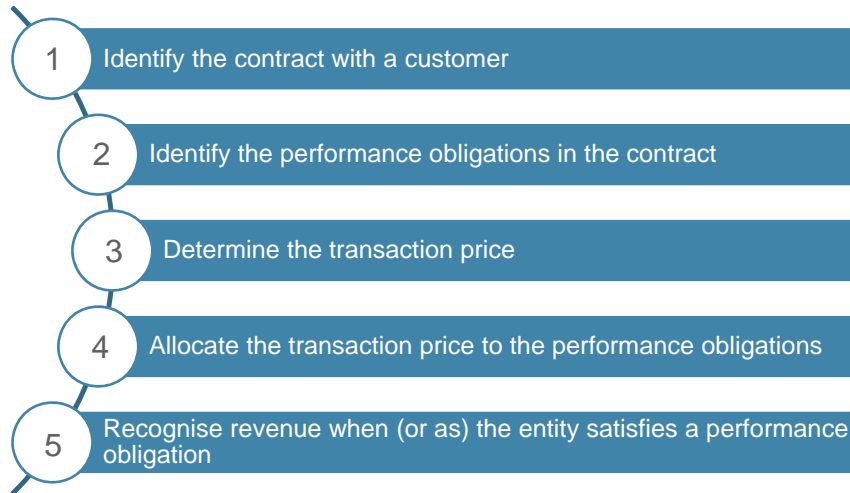 1
Identify the contract with a customer
2
Identify the performance obligations in the contract
3
Determine the transaction price
4
Allocate the transaction price to the performance obligations
5
Recognise revenue when (or as) the entity satisfies a performance
obligation